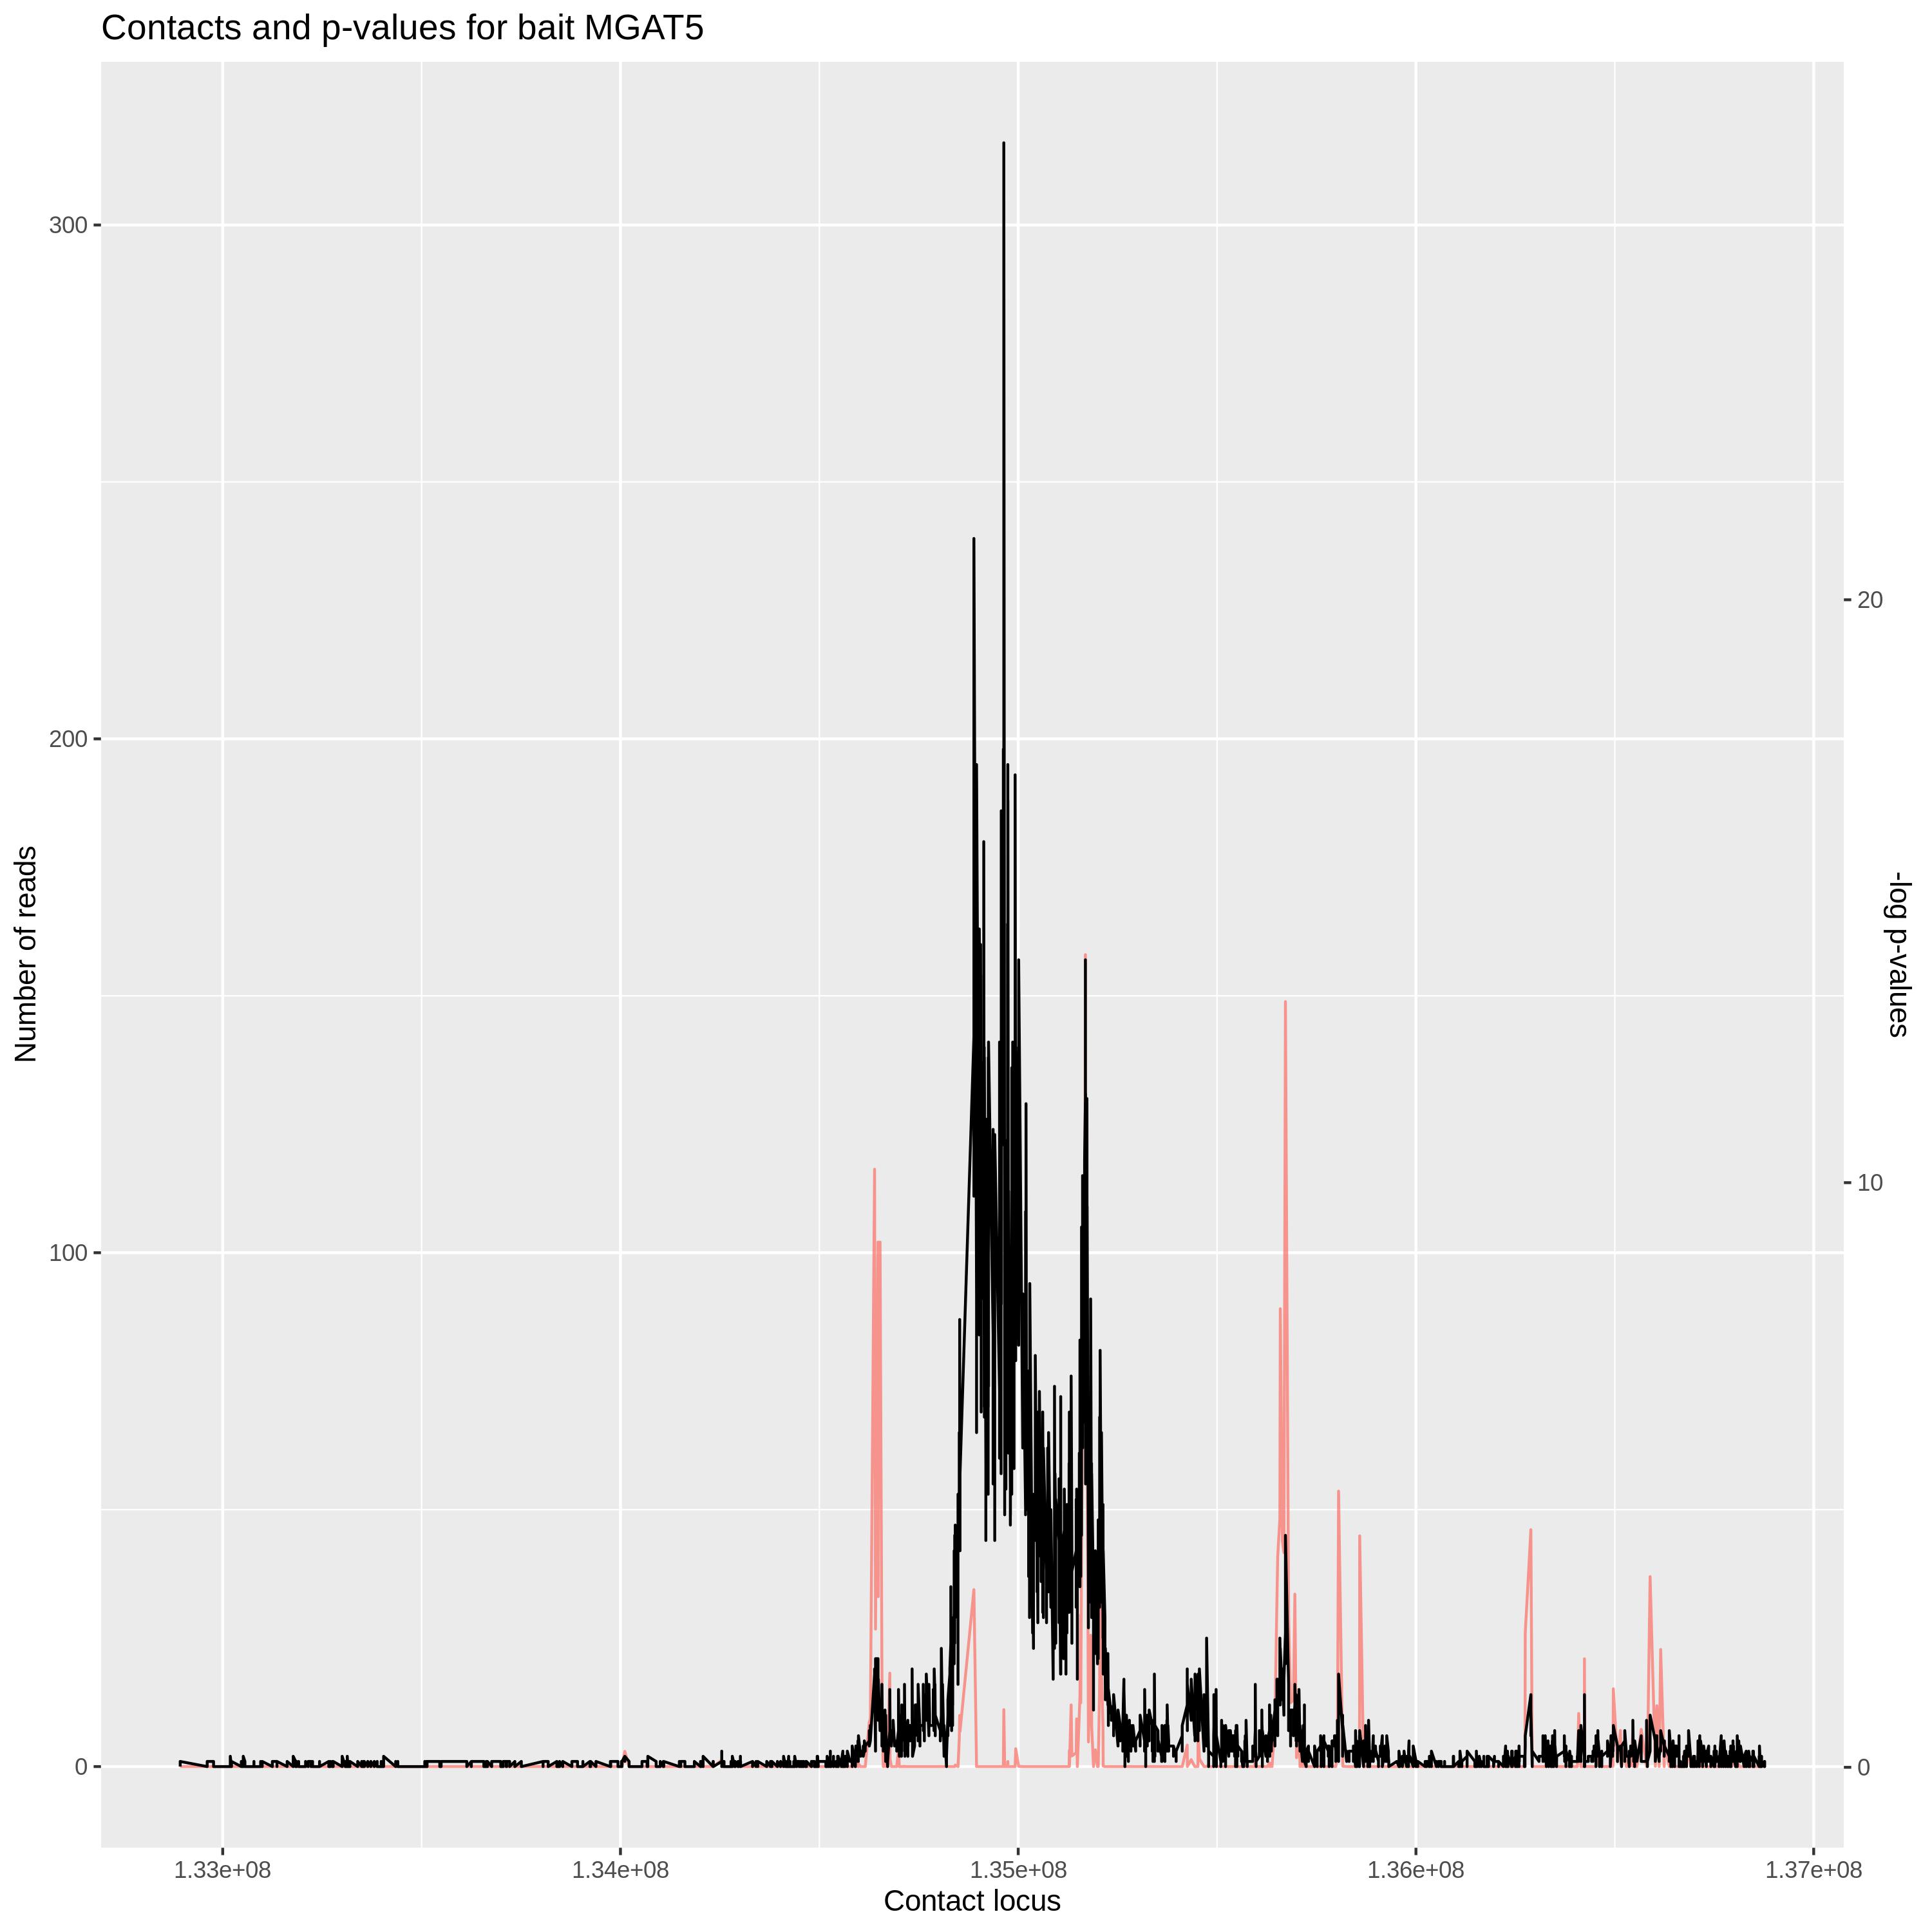 Contacts and p-values for bait MGAT5
300
200
100
0
Number of reads
20
10
0
-log p-values
1.33e+08
1.34e+08
1.35e+08
1.36e+08
1.37e+08
Contact locus